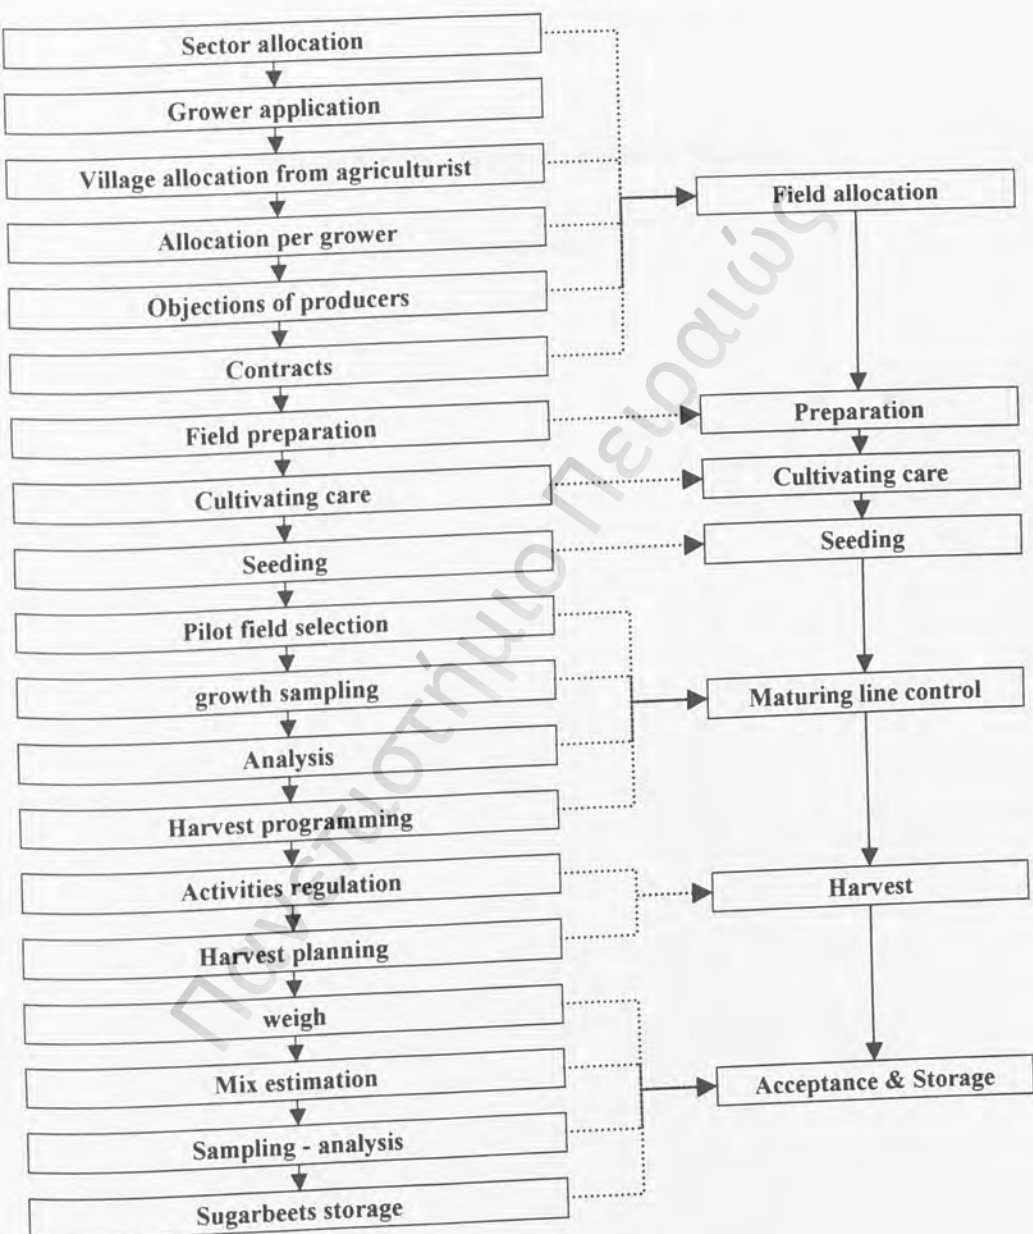 Sector allocation
Grower application
Village allocation from agriculturist
Allocation per grower
Objections of producers
Contracts
Field preparation
Cultivating care
Seeding
Pilot field selection
growth sampling
Analysis
Harvest programming
Activities regulation
Harvest planning
weigh
Mix estimation
Sampling - analysis
Sugarbeets storage
Field allocation
Preparation
Cultivating care
Seeding
Maturing line control
Harvest
Acceptance & Storage
Πανεπιστήμιο Πειραιώς